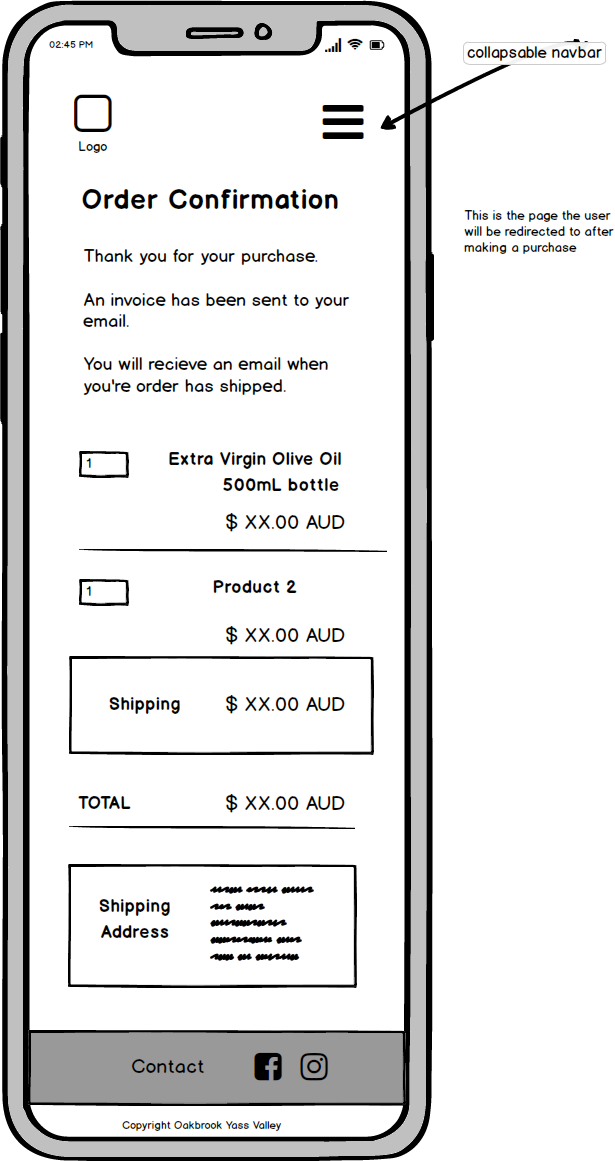 02:45 PM
collapsable navbar
Logo
Order Confirmation
This is the page the user
will be redirected to after
making a purchase
Thank you for your purchase.
An invoice has been sent to your
email.
You will recieve an email when
you're order has shipped.
1
Extra Virgin Olive Oil
500mL bottle
$ XX.00 AUD
1
Product 2
$ XX.00 AUD
Shipping
$ XX.00 AUD
TOTAL
$ XX.00 AUD
Shipping
Address
Contact
Copyright Oakbrook Yass Valley